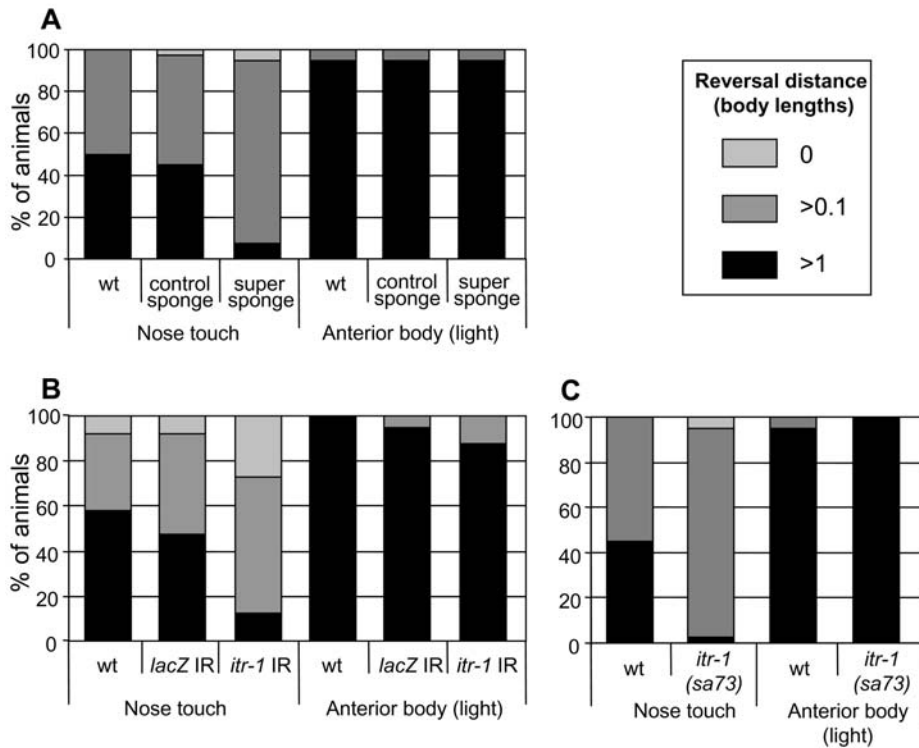 A
% of animals
100
80
60
40
20
0
wt
control sponge
super sponge
wt
control sponge
super sponge
Nose touch
Anterior body (light)
Reversal distance
(body lengths)
0
>0.1
>1
B
% of animals
100
80
60
40
20
0
wt
lacZ IR
itr-1 IR
wt
lacZ IR
itr-1 IR
Nose touch
Anterior body (light)
C
100
80
60
40
20
0
wt
itr-1
(sa73)
wt
itr-1
(sa73)
Nose touch
Anterior body
(light)